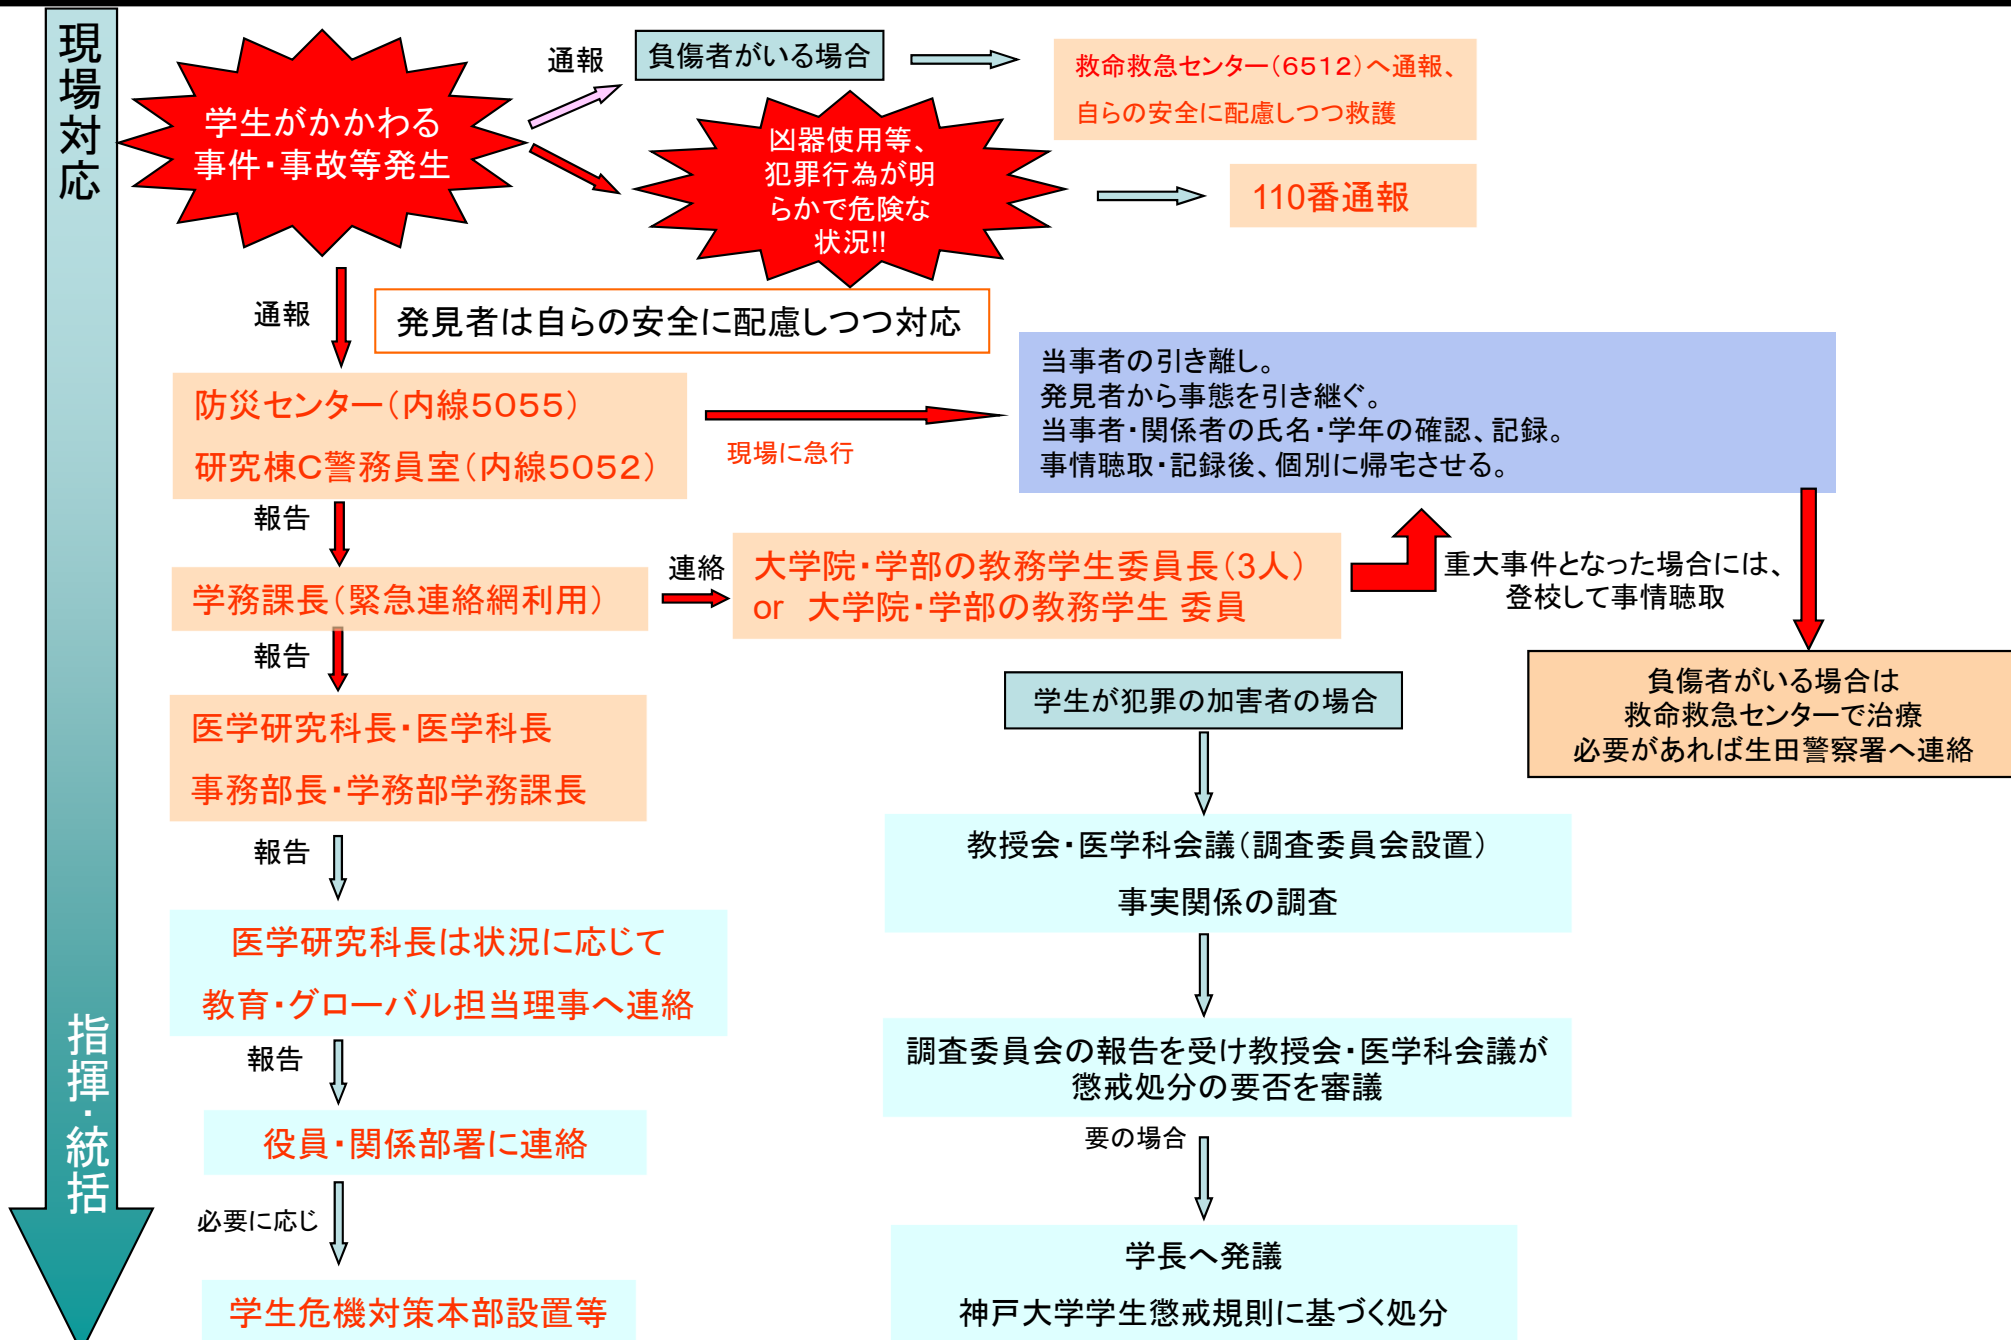 現場対応
学生がかかわる
事件・事故等発生
通報
負傷者がいる場合
救命救急センター(6512)へ通報、
自らの安全に配慮しつつ救護
凶器使用等、
犯罪行為が明
らかで危険な
状況!!
110番通報
通報
発見者は自らの安全に配慮しつつ対応
防災センター(内線5055)
研究棟C警務員室(内線5052)
現場に急行
当事者の引き離し。
発見者から事態を引き継ぐ。
当事者・関係者の氏名・学年の確認、記録。
事情聴取・記録後、個別に帰宅させる。
報告
学務課長(緊急連絡網利用)
連絡
大学院・学部の教務学生委員長(3人)
or 大学院・学部の教務学生 委員
重大事件となった場合には、
登校して事情聴取
報告
医学研究科長・医学科長
事務部長・学務部学務課長
負傷者がいる場合は
救命救急センターで治療
必要があれば生田警察署へ連絡
学生が犯罪の加害者の場合
報告
教授会・医学科会議(調査委員会設置)
事実関係の調査
医学研究科長は状況に応じて
教育・グローバル担当理事へ連絡
報告
調査委員会の報告を受け教授会・医学科会議が
懲戒処分の要否を審議
役員・関係部署に連絡
要の場合
必要に応じ
学生危機対策本部設置等
学長へ発議
神戸大学学生懲戒規則に基づく処分
指揮・統括